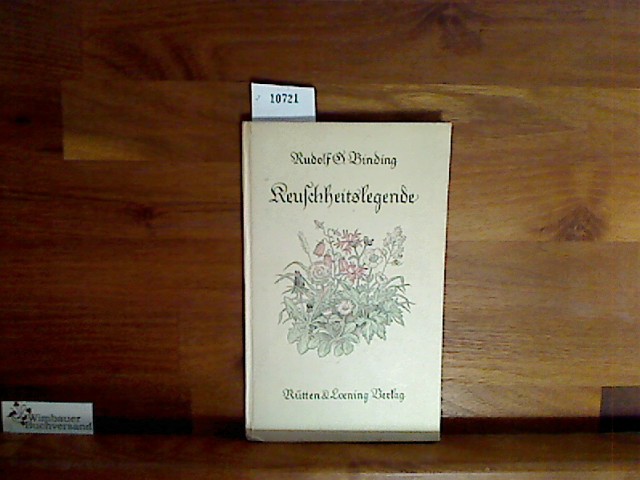 10721
Rudolf G. Binding
Keuschheitslegende
Rütten & Loening Verlag
Wimbauer
Buchversand